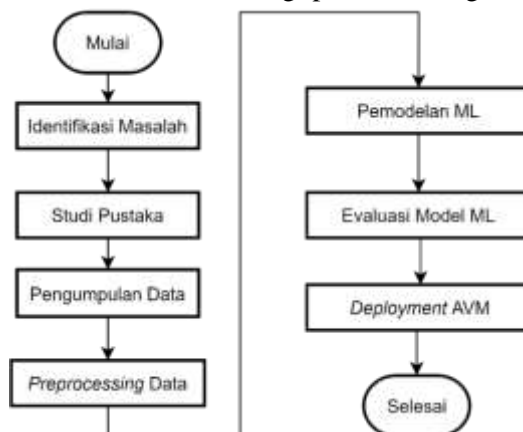 Mulai
Identifikasi Masalah
Studi Pustaka
Pengumpulan Data
Preprocessing Data
Pemodelan ML
Evaluasi Model ML
Deployment AVM
Selesai